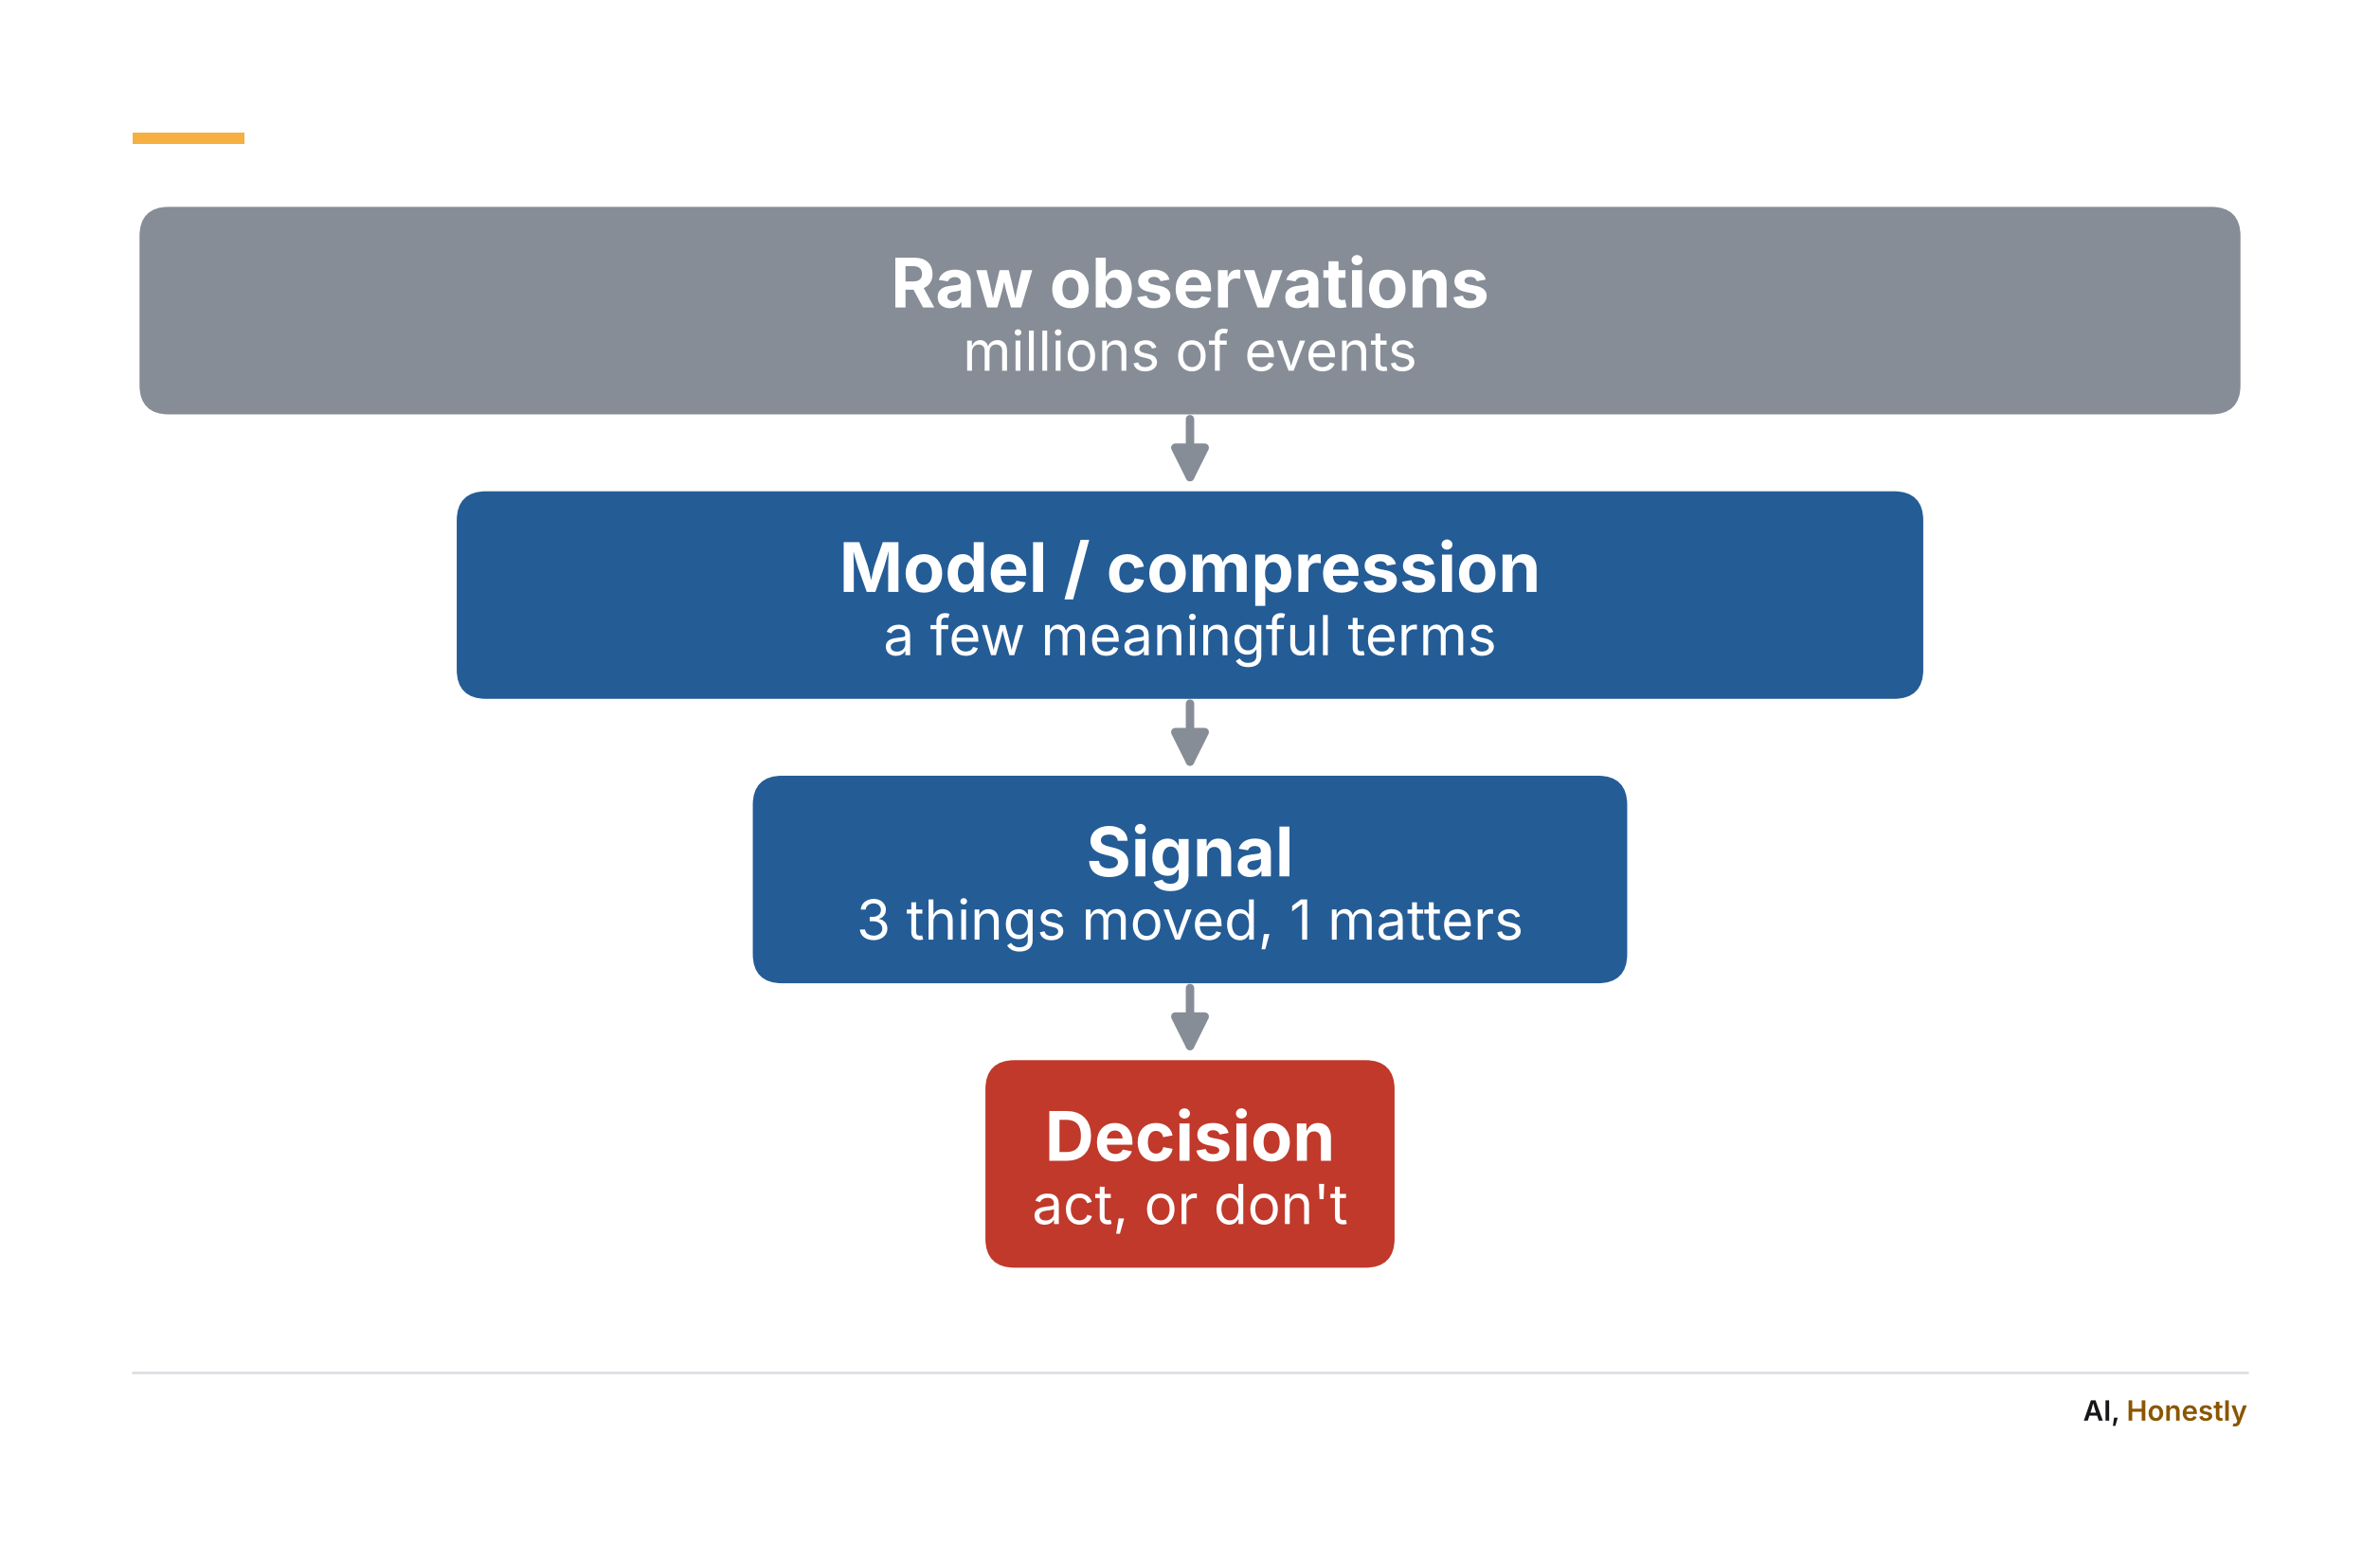 Raw observations
millions of events
Model / compression
a few meaningful terms
Signal
3 things moved, 1 matters
Decision
act, or don't
AI, Honestly